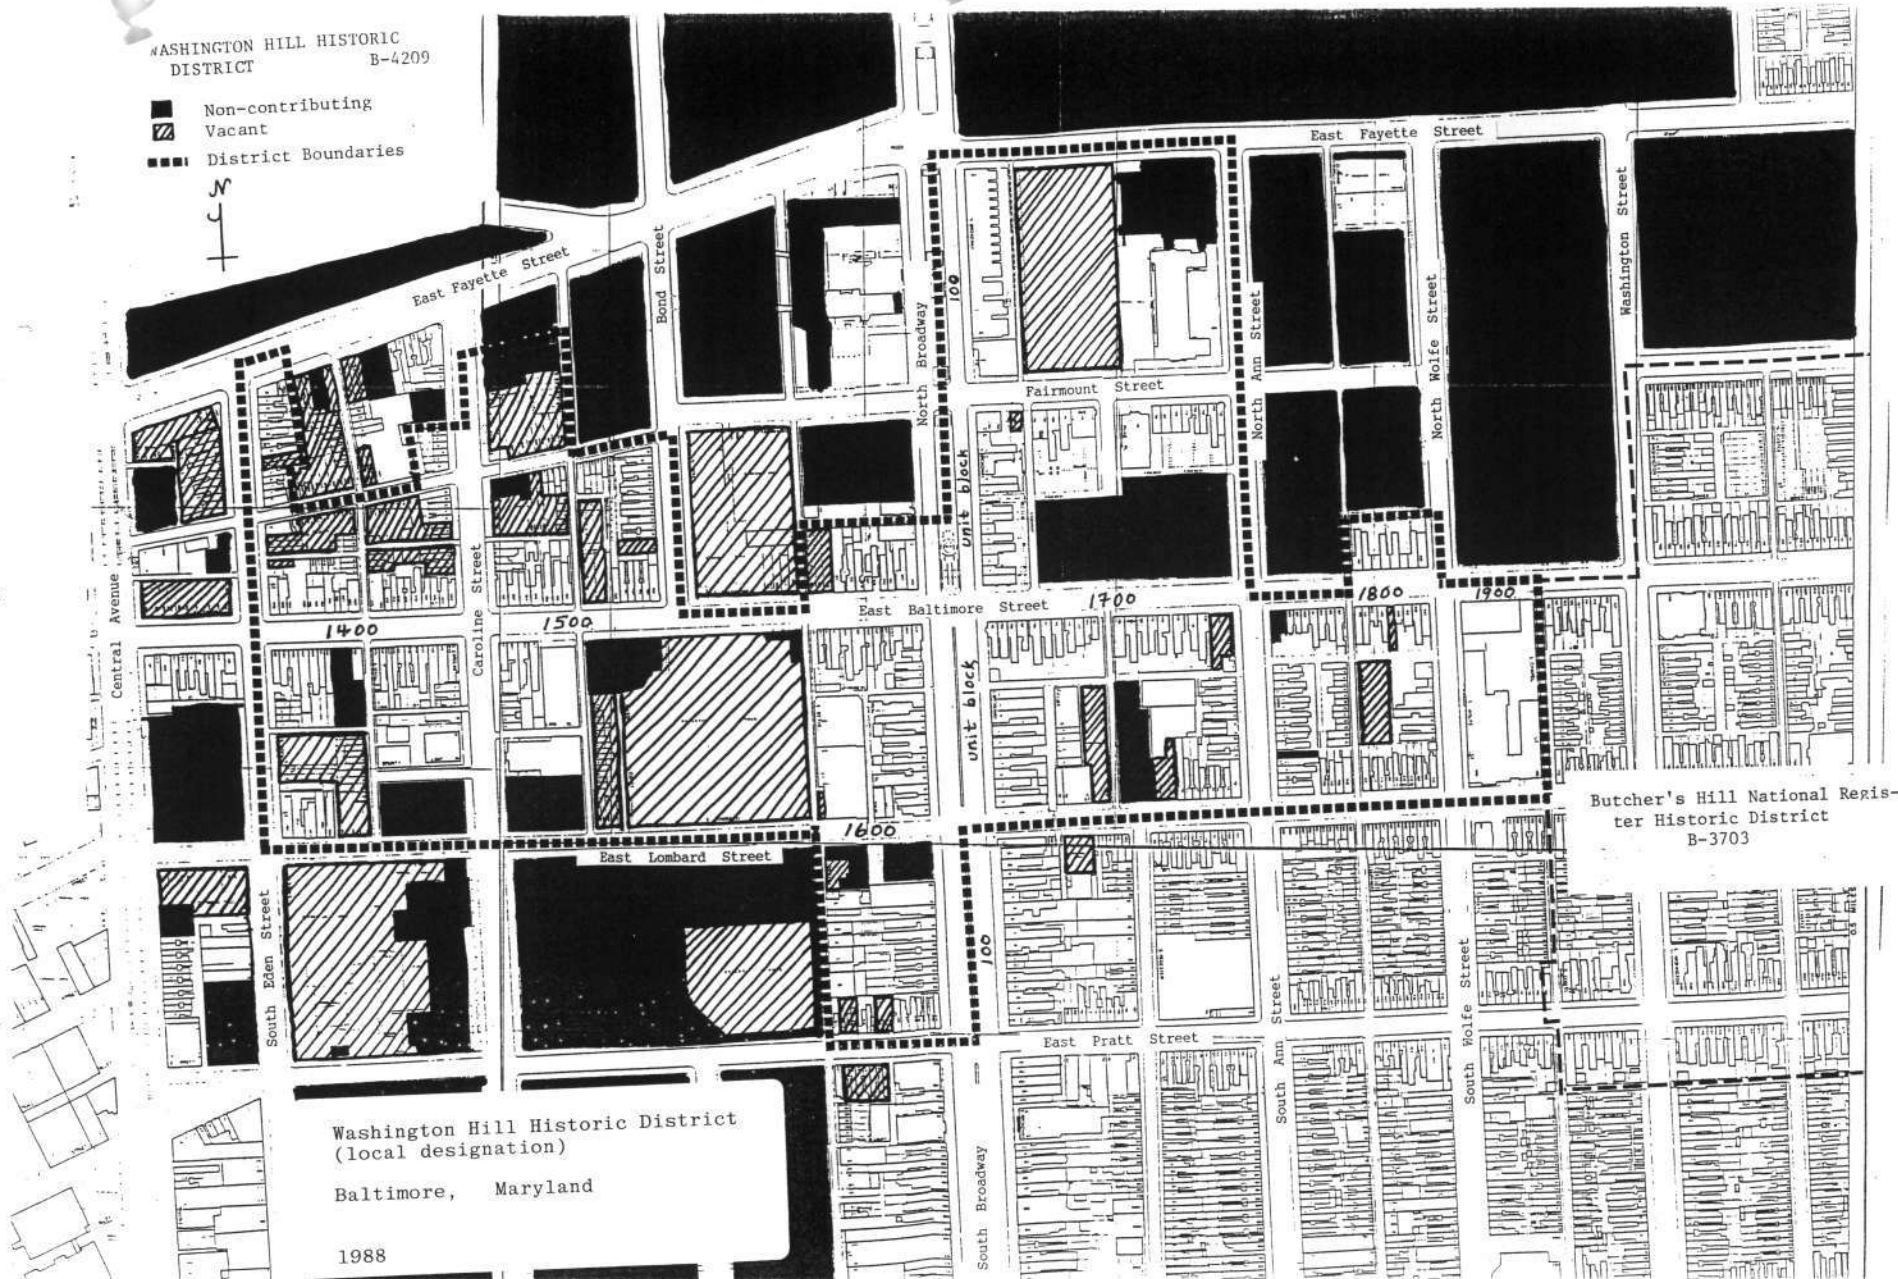 WASHINGTON HILL HISTORIC
DISTRICT B-4209
Non-contributing
Vacant
District Boundaries
N
East Fayette Street
East Fayette Street
Bond Street
North Broadway
100
Fairmount Street
North Ann Street
North Wolfe Street
Washington Street
unit block
Central Avenue
Caroline Street
East Baltimore Street
1400
1500
1700
1800
1900
unit block
1600
East Lombard Street
Butcher's Hill National Regis-
ter Historic District
B-3703
South Eden Street
100
East Pratt Street
South Ann Street
South Wolfe Street
South Broadway
Washington Hill Historic District
(local designation)
Baltimore, Maryland
1988